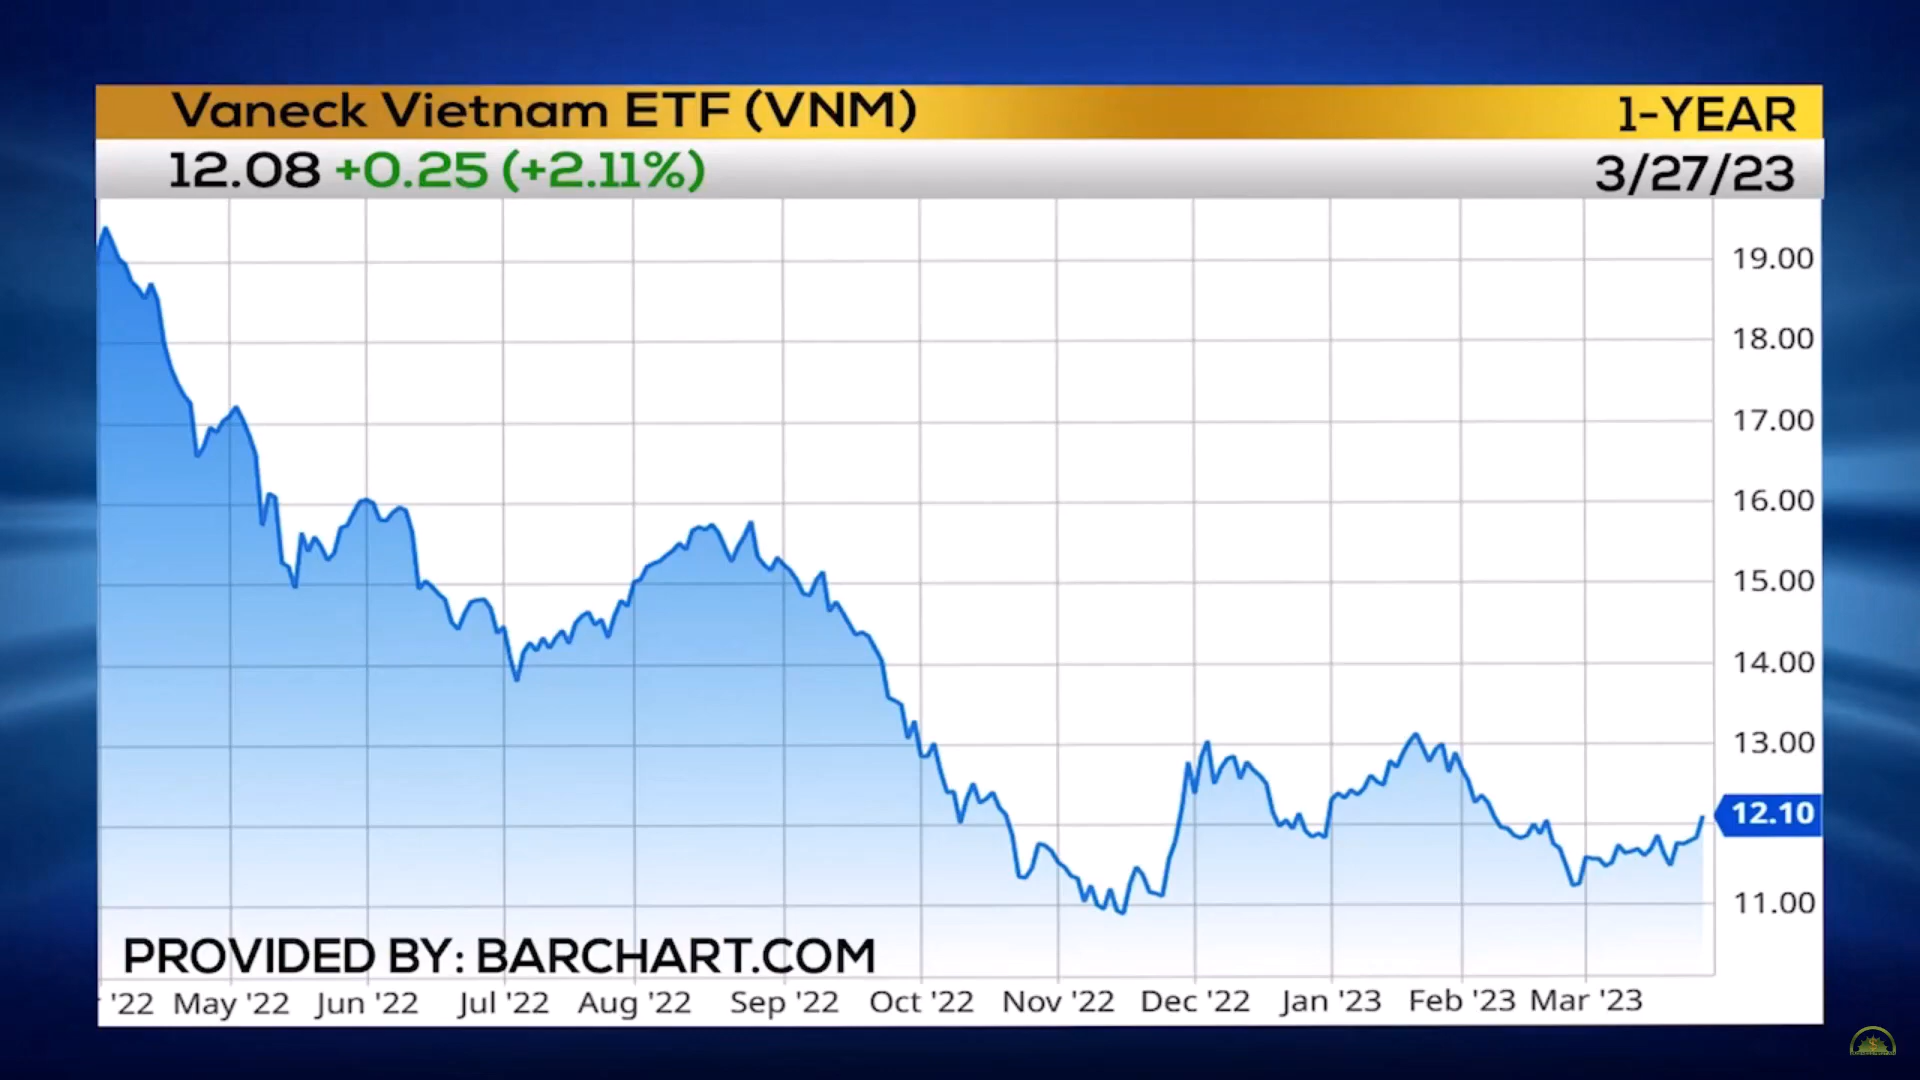 Vaneck Vietnam ETF (VNM) 1-YEAR
12.08 +0.25 (+2.11%) 3/27/23
19.00
18.00
17.00
16.00
15.00
14.00
13.00
12.10
11.00
PROVIDED BY: BARCHART.COM
'22 May '22 Jun '22 Jul '22 Aug '22 Sep '22 Oct '22 Nov '22 Dec '22 Jan '23 Feb '23 Mar '23